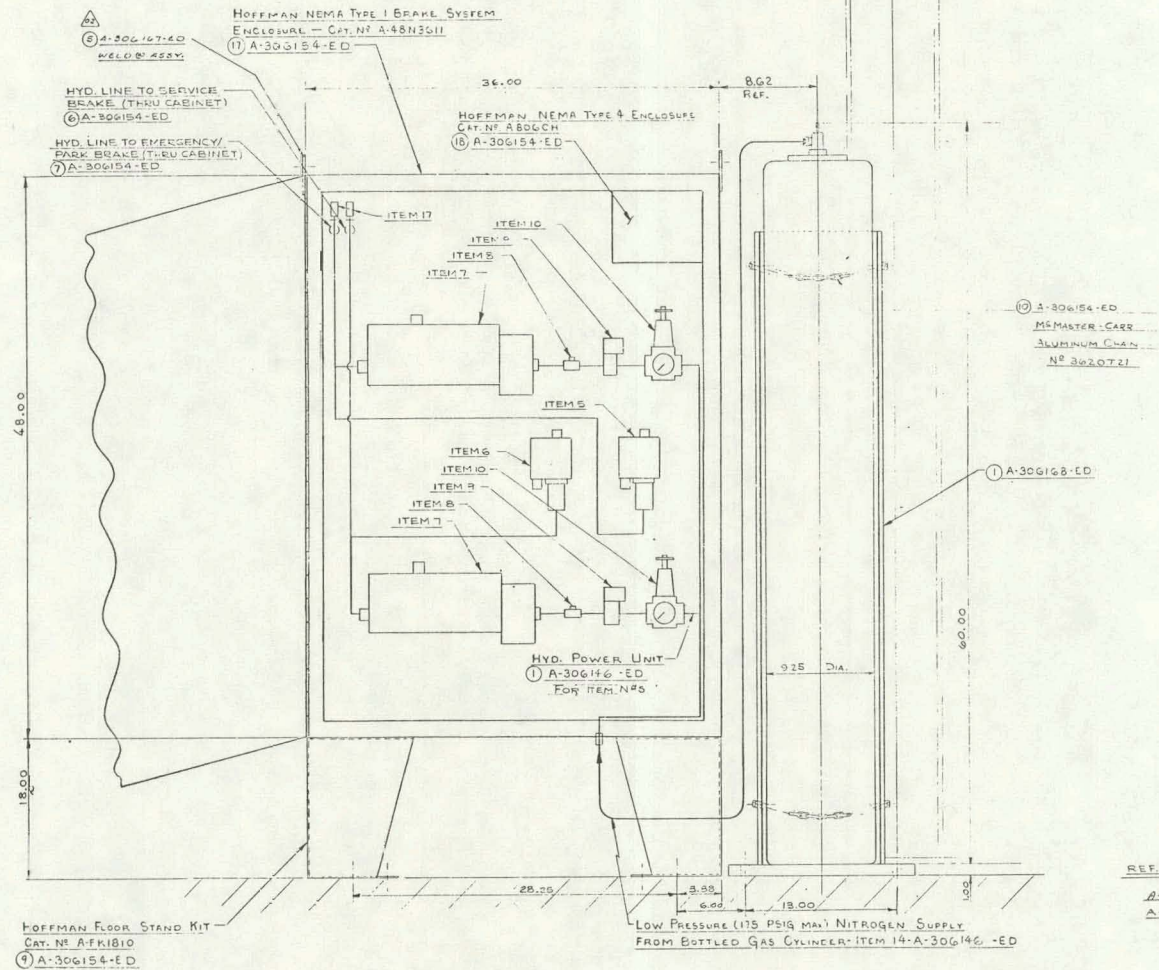 02
5 A-306167-ED
WELD@ ASSY.
HOFFMAN NEMA TYPE 1 BRAKE SYSTEM
ENCLOSURE - CAT. Nº A-48N3611
17 A-306154-ED
HYD. LINE TO SERVICE
BRAKE (THRU CABINET)
6 A-306154-ED
HYD. LINE TO EMERGENCY/
PARK BRAKE (THRU CABINET)
7 A-306154-ED
36.00
8.62
REF.
HOFFMAN NEMA TYPE 4 ENCLOSURE
CAT. Nº A806CH
18 A-306154-ED
ITEM 17
ITEM 10
ITEM 9
ITEM 8
ITEM 7
10 A-306154-ED
MCMASTER-CARR
ALUMINUM CHAIN
Nº 3620T21
48.00
ITEM 5
ITEM 6
ITEM 10
ITEM 9
ITEM 8
ITEM 7
1 A-306168-ED
60.00
9.25 DIA.
HYD. POWER UNIT
1 A-306146-ED
FOR ITEM NºS
18.00
28.25
3.88
6.00
13.00
1.00
REF.
A-
A
HOFFMAN FLOOR STAND KIT
CAT. Nº A-FK1810
9 A-306154-ED
LOW PRESSURE (175 PSIG MAX) NITROGEN SUPPLY
FROM BOTTLED GAS CYLINDER-ITEM 14-A-306146 -ED